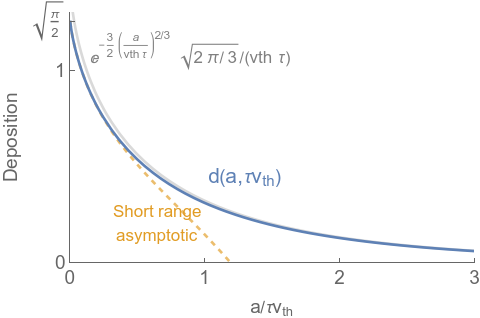 √(π/2)
e^(-3/2 (a/(vth τ))^(2/3)) √(2 π/3)/(vth τ)
1
Deposition
d(a,τv_th)
Short range
asymptotic
0
0 1 2 3
a/τv_th